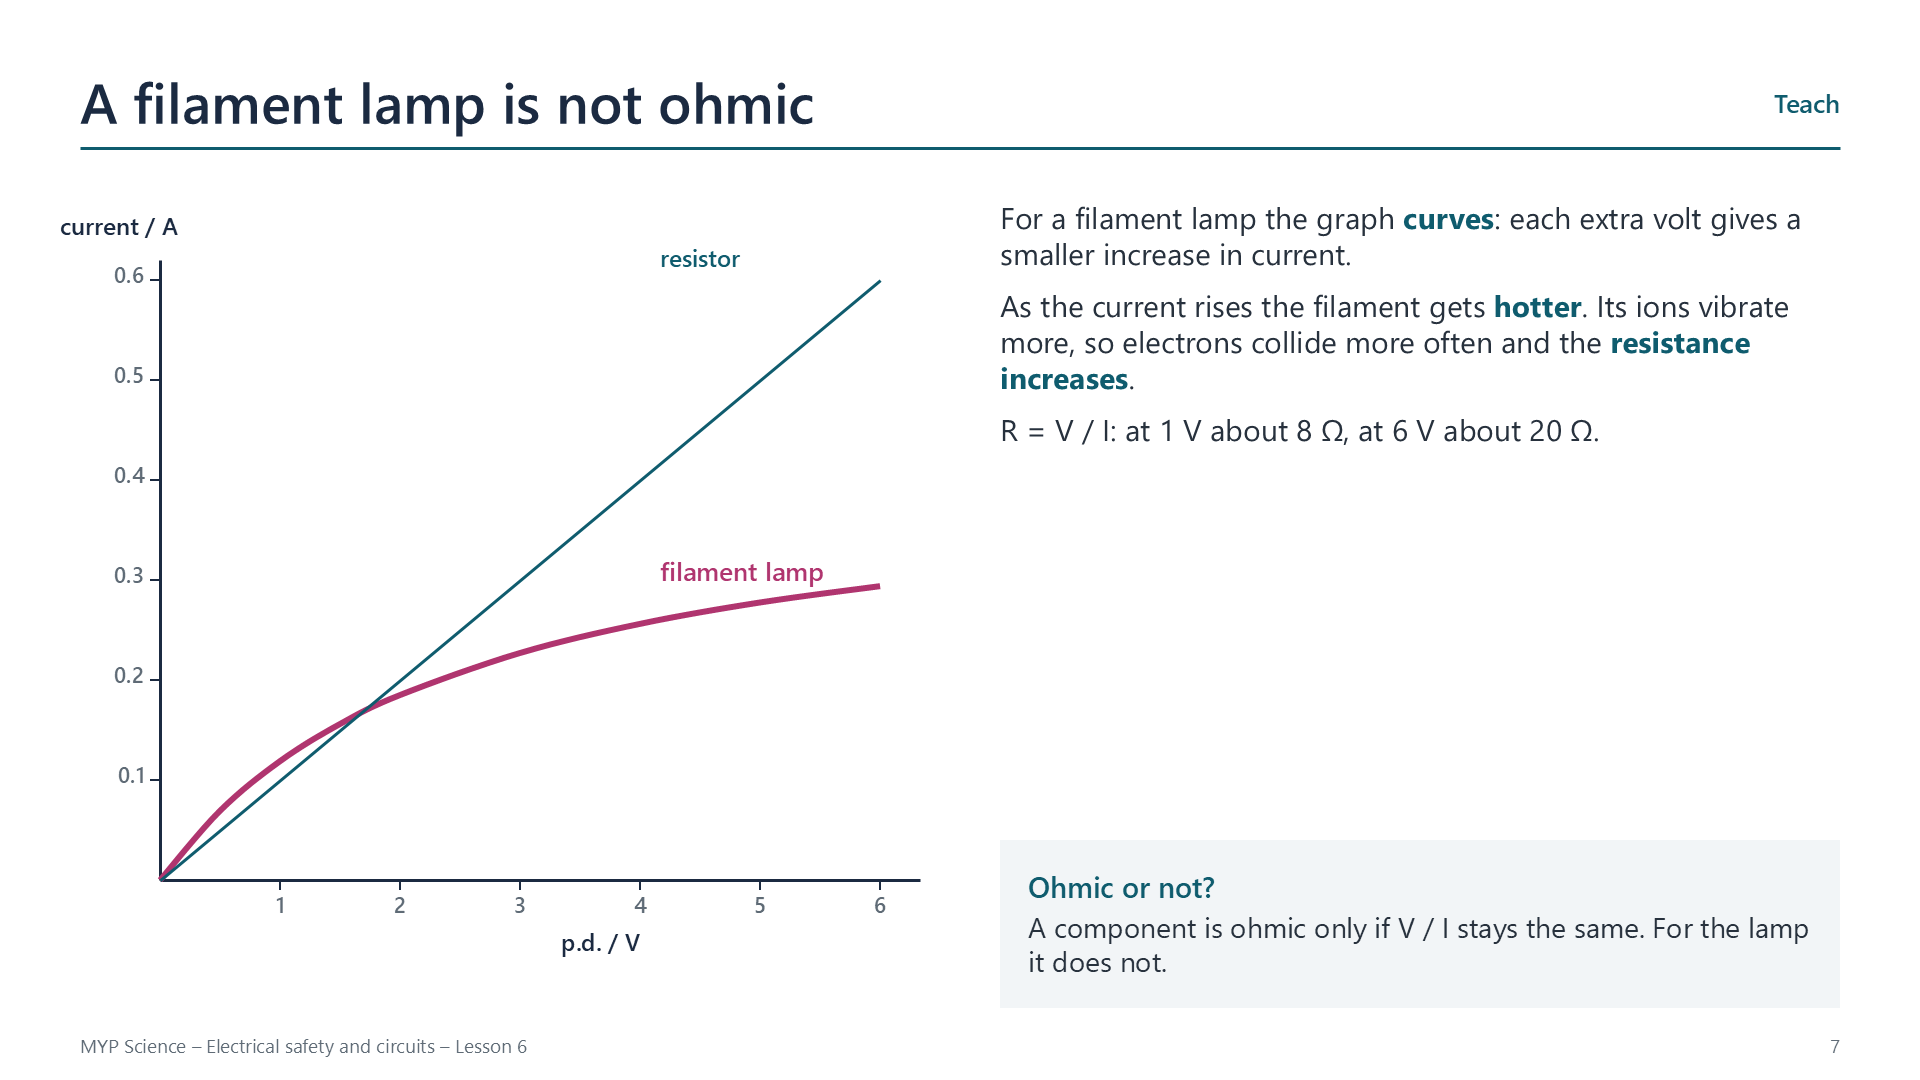 A filament lamp is not ohmic
Teach
current / A
resistor
0.6
0.5
0.4
0.3
0.2
0.1
filament lamp
1 2 3 4 5 6
p.d. / V
For a filament lamp the graph curves: each extra volt gives a
smaller increase in current.
As the current rises the filament gets hotter. Its ions vibrate
more, so electrons collide more often and the resistance
increases.
R = V / I: at 1 V about 8 Ω, at 6 V about 20 Ω.
Ohmic or not?
A component is ohmic only if V / I stays the same. For the lamp
it does not.
MYP Science – Electrical safety and circuits – Lesson 6
7